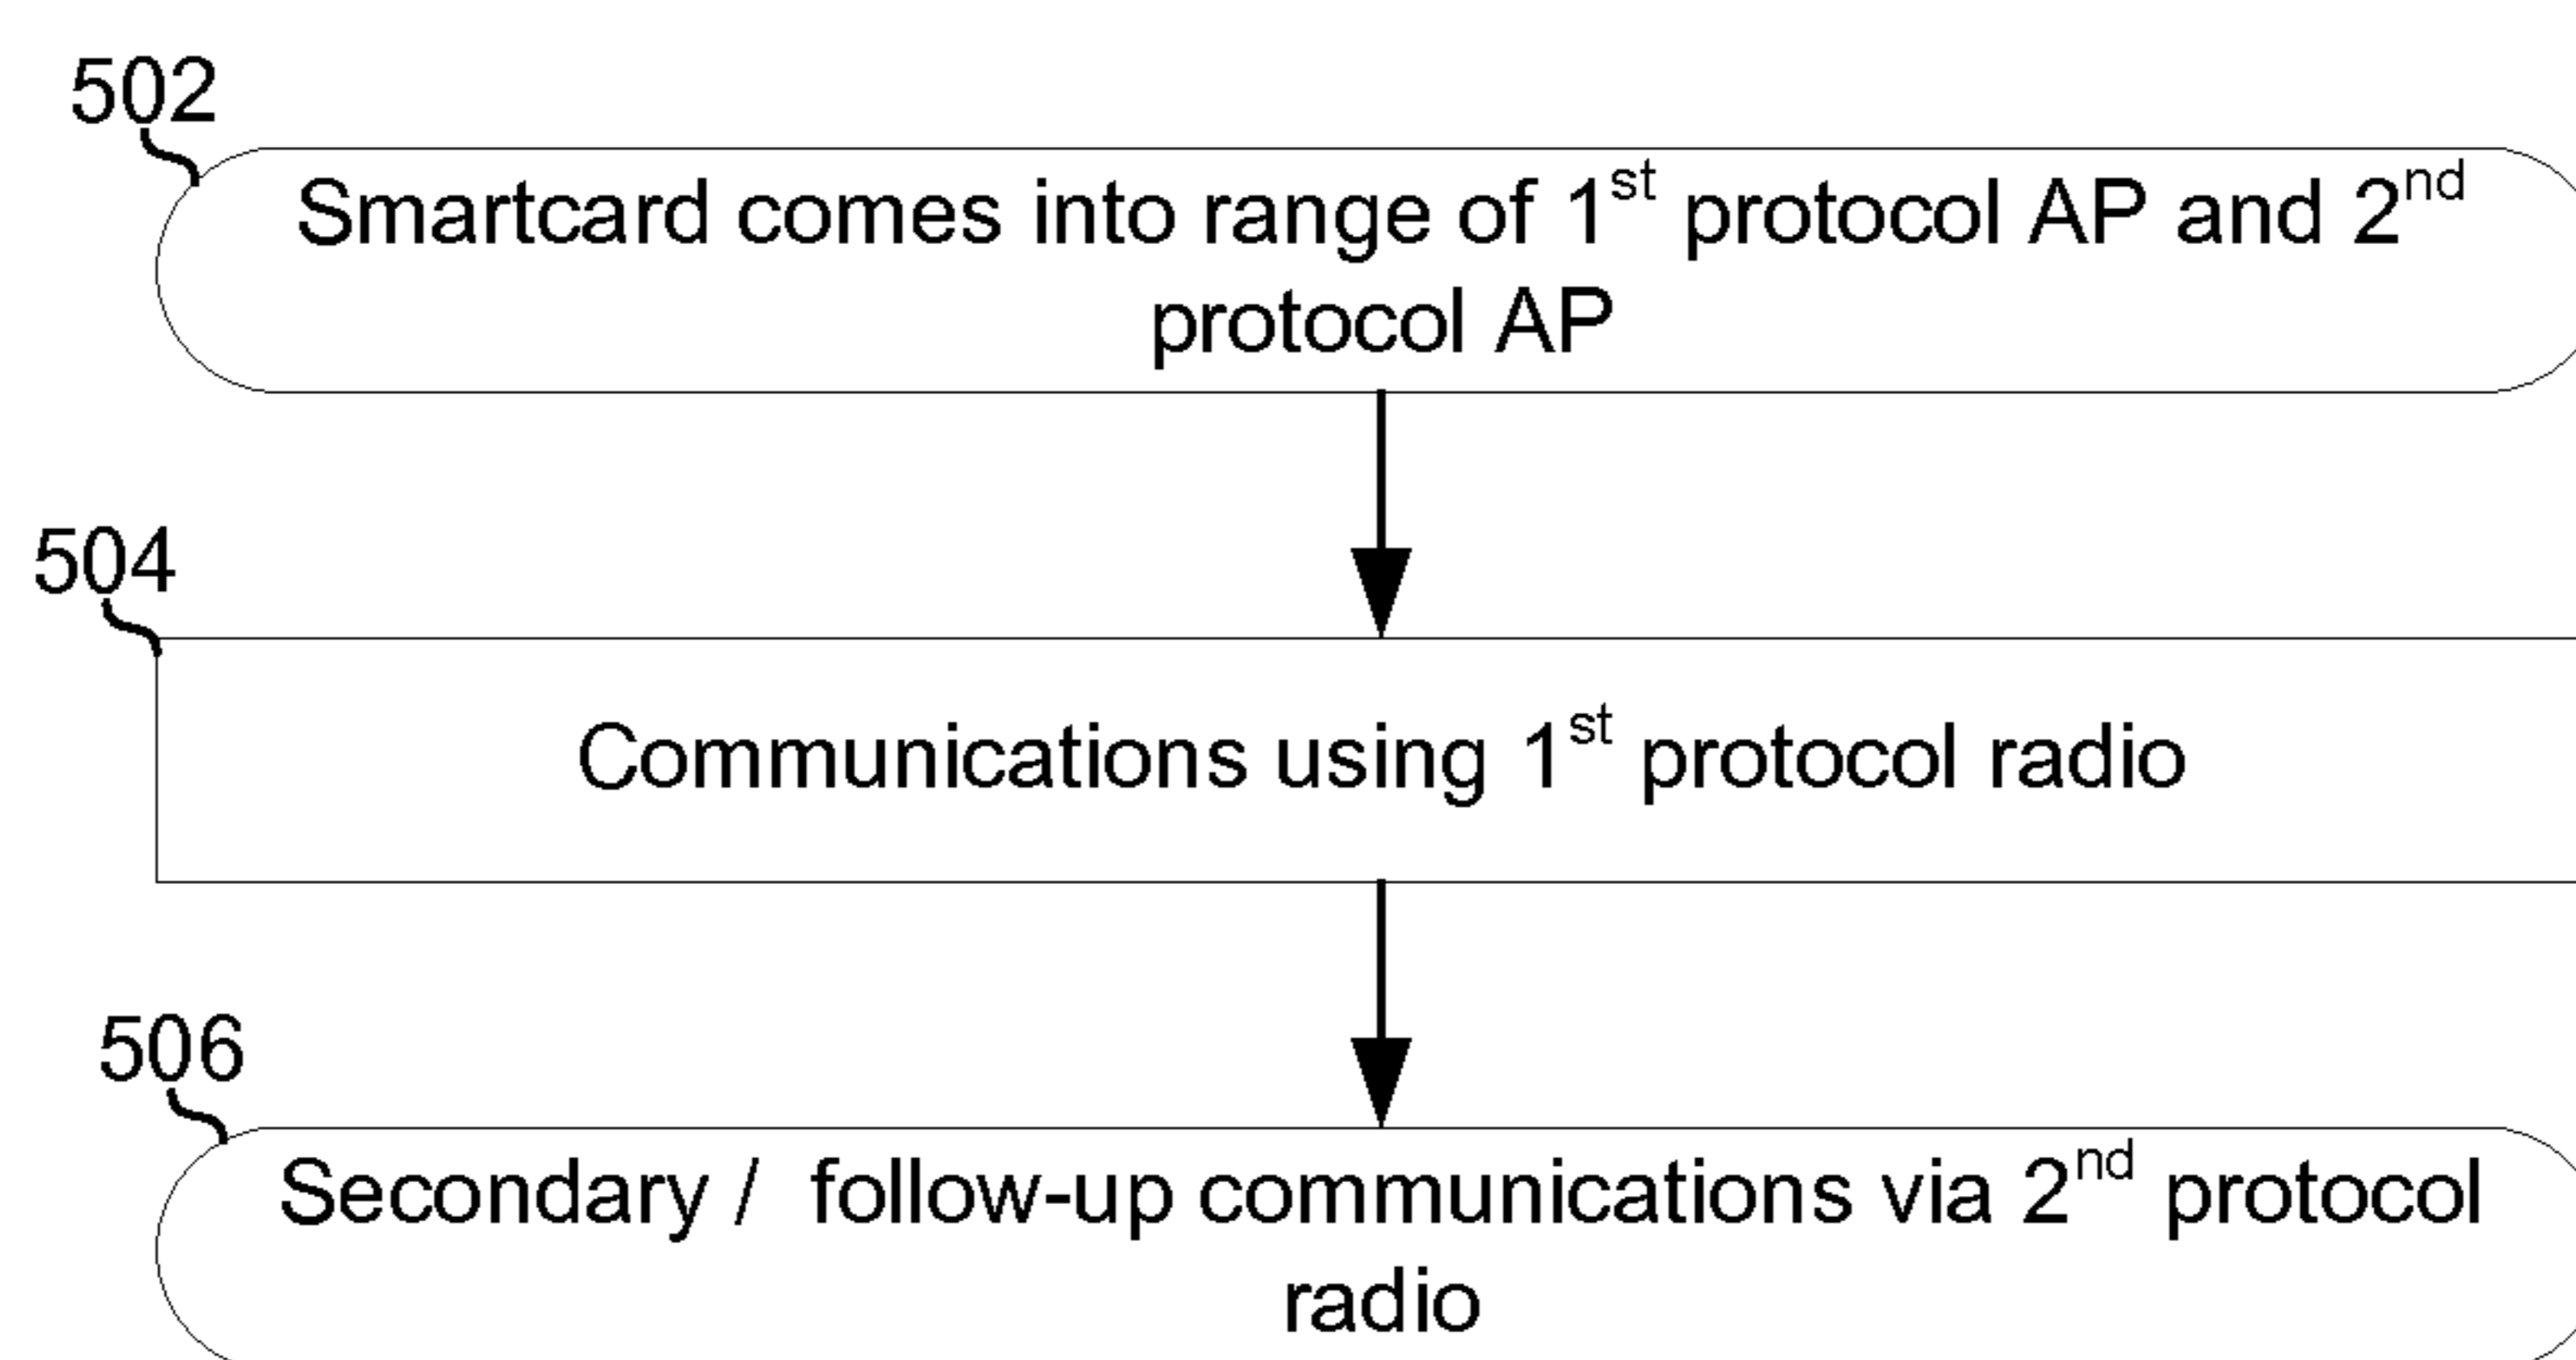 502
Smartcard comes into range of 1st protocol AP and 2nd
protocol AP
504
Communications using 1st protocol radio
506
Secondary /  follow-up communications via 2nd protocol
radio